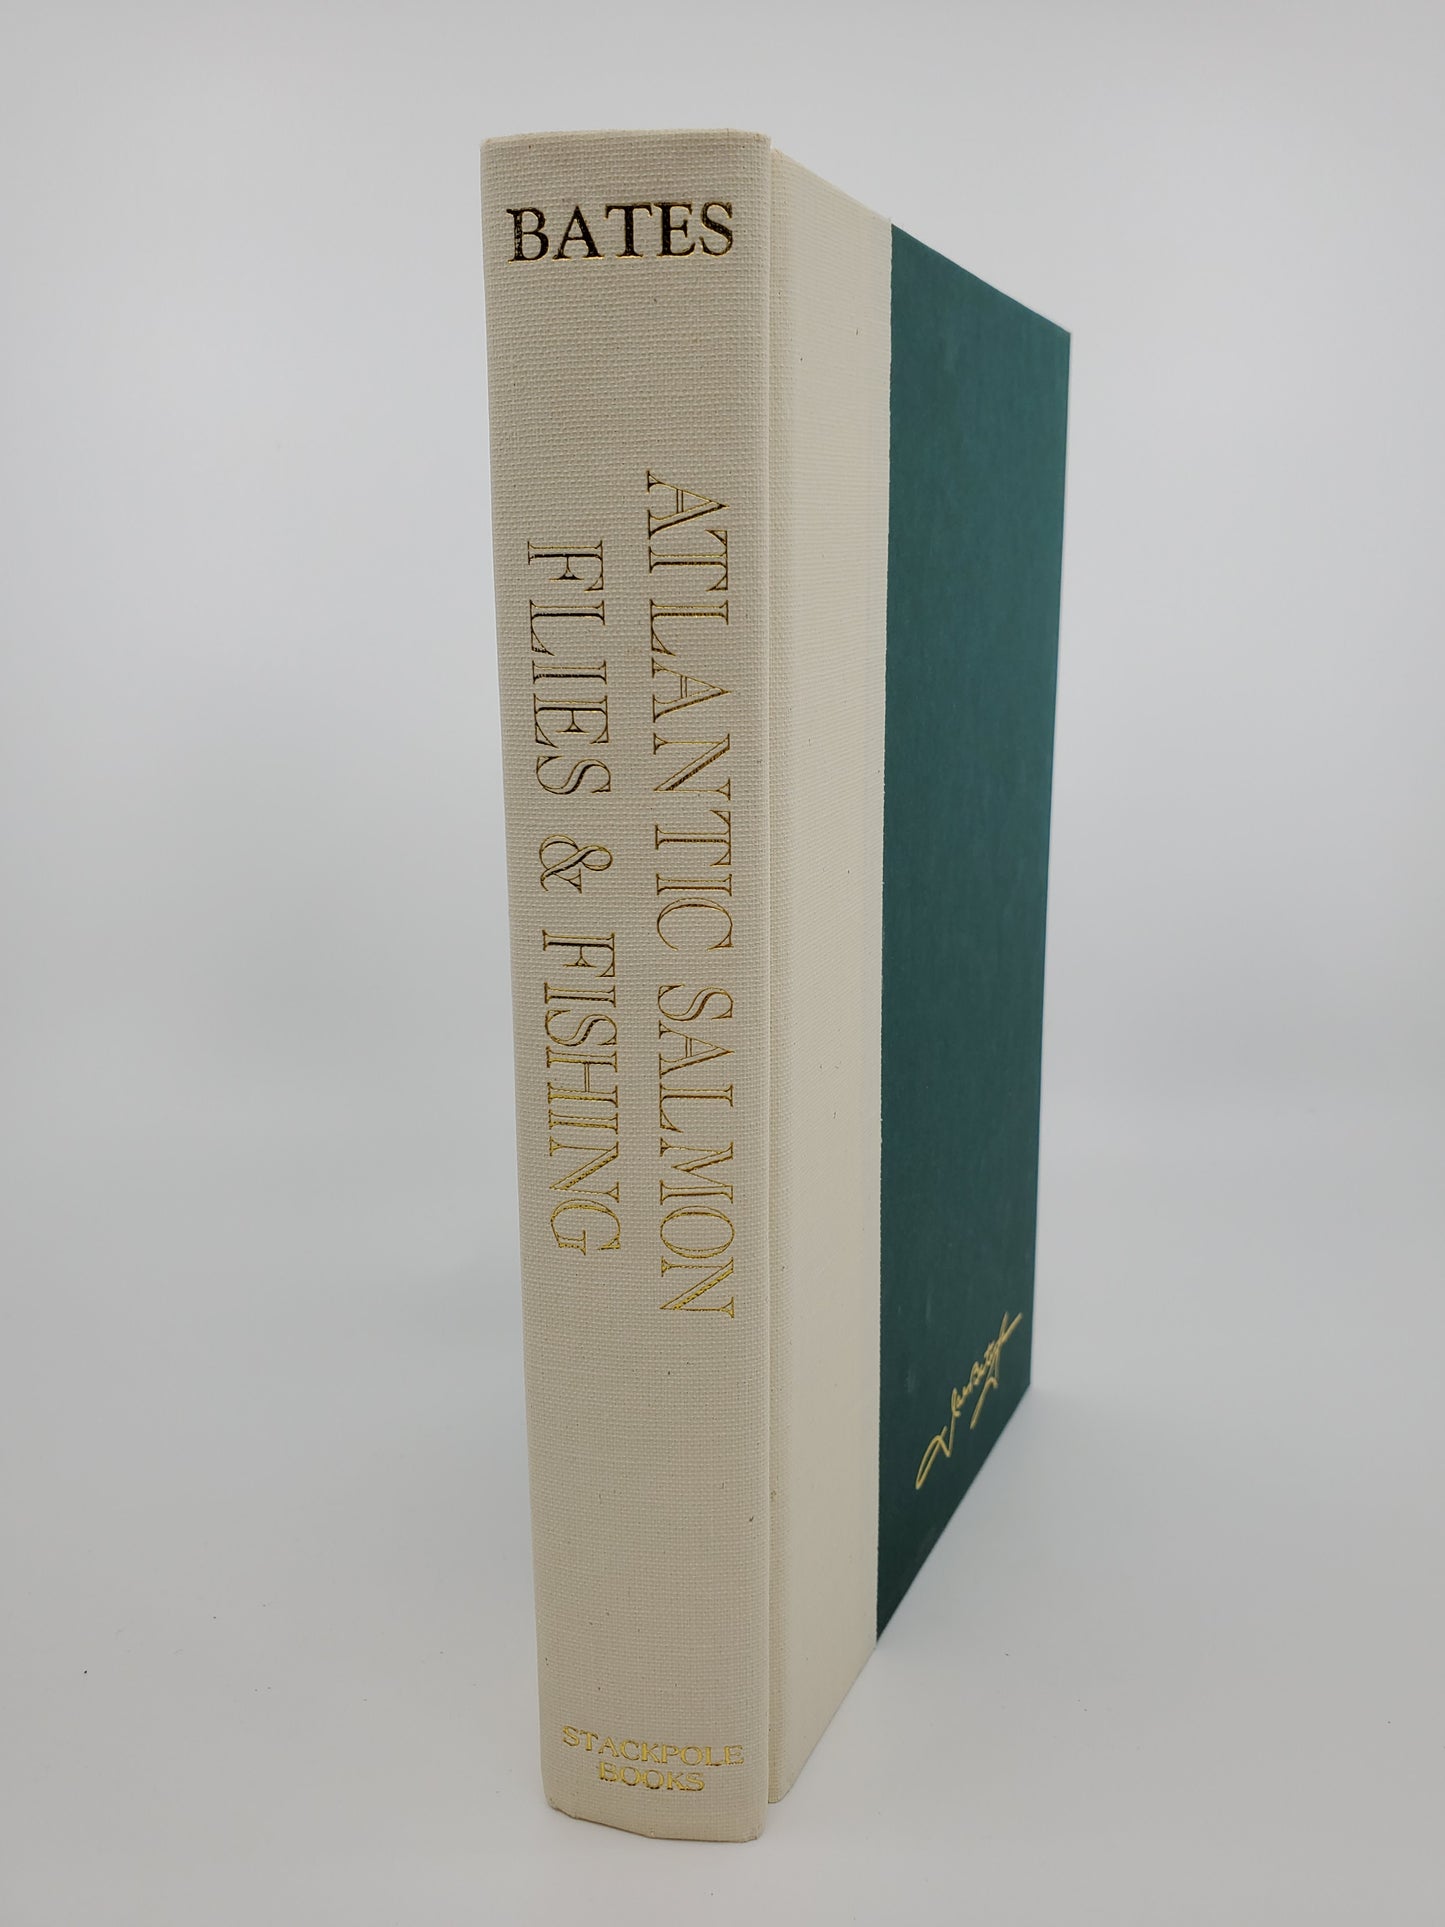 BATES
ATLANTIC SALMON
FLIES & FISHING
STACKPOLE
BOOKS